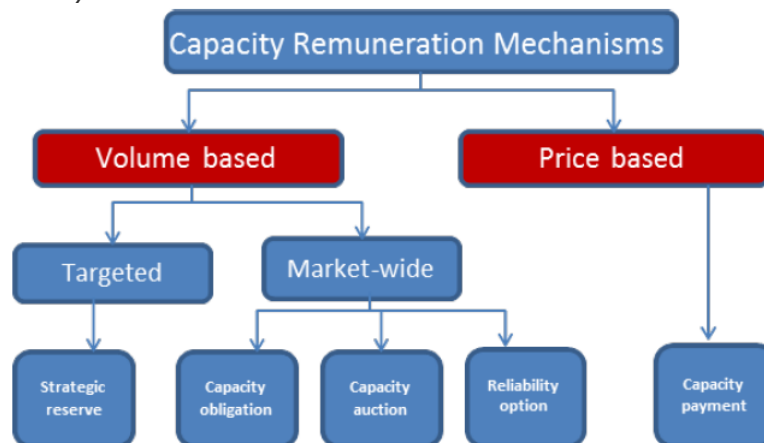 Capacity Remuneration Mechanisms
Volume based
Price based
Targeted
Market-wide
Strategic
reserve
Capacity
obligation
Capacity
auction
Reliability
option
Capacity
payment